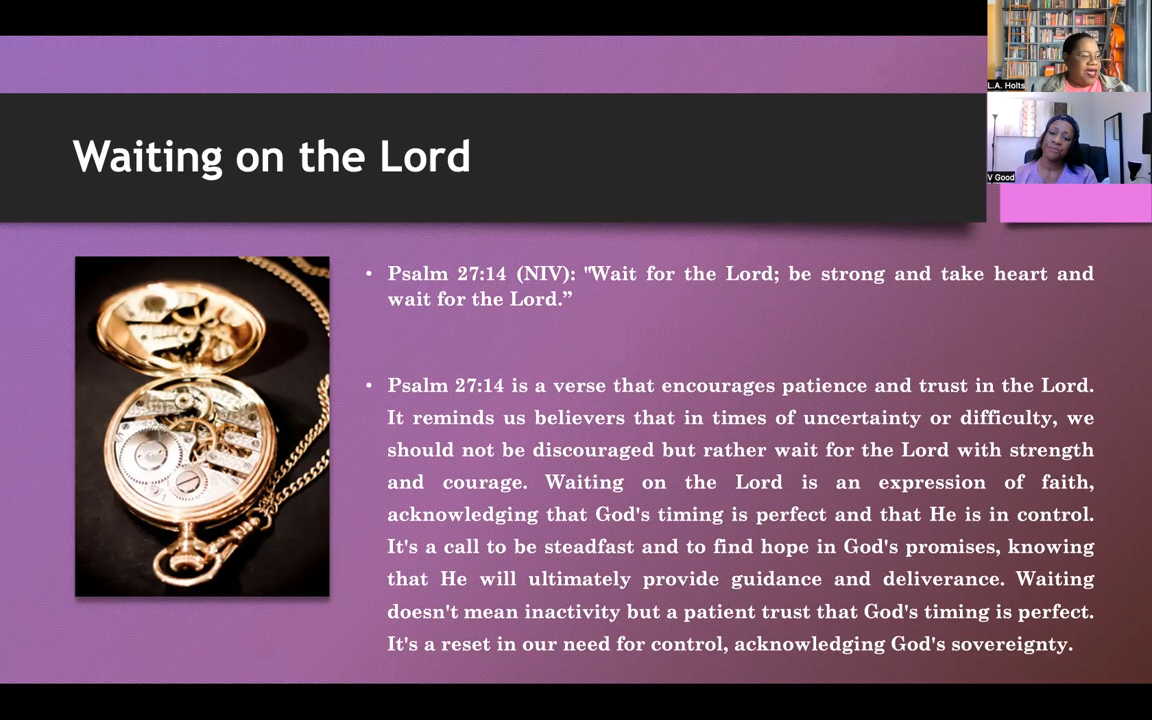 L.A. Holts
Waiting on the Lord
V Good
• Psalm 27:14 (NIV): "Wait for the Lord; be strong and take heart and
wait for the Lord.”
• Psalm 27:14 is a verse that encourages patience and trust in the Lord.
It reminds us believers that in times of uncertainty or difficulty, we
should not be discouraged but rather wait for the Lord with strength
and courage. Waiting on the Lord is an expression of faith,
acknowledging that God's timing is perfect and that He is in control.
It's a call to be steadfast and to find hope in God's promises, knowing
that He will ultimately provide guidance and deliverance. Waiting
doesn't mean inactivity but a patient trust that God's timing is perfect.
It's a reset in our need for control, acknowledging God's sovereignty.